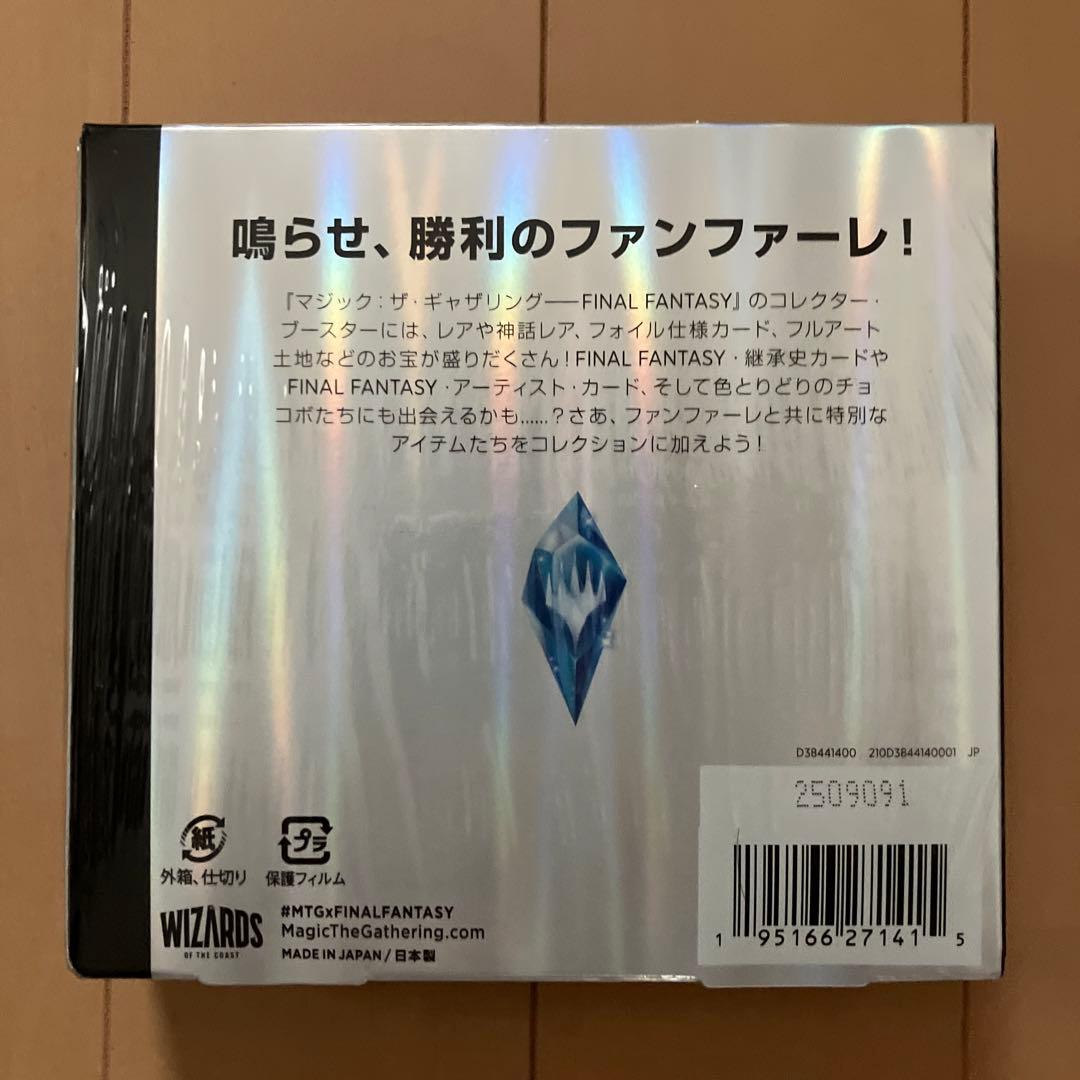 鳴らせ、勝利のファンファーレ！
『マジック：ザ・ギャザリング——FINAL FANTASY』のコレクター・
ブースターには、レアや神話レア、フォイル仕様カード、フルアート
土地などのお宝が盛りだくさん！FINAL FANTASY・継承史カードや
FINAL FANTASY・アーティスト・カード、そして色とりどりのチョ
コボたちにも出会えるかも……？さあ、ファンファーレと共に特別な
アイテムたちをコレクションに加えよう！
D38441400 210D3844140001 JP
2509091
紙
プラ
外箱、仕切り 保護フィルム
WIZARDS
OF THE COAST
#MTGxFINALFANTASY
MagicTheGathering.com
MADE IN JAPAN / 日本製
1 95166 27141 5